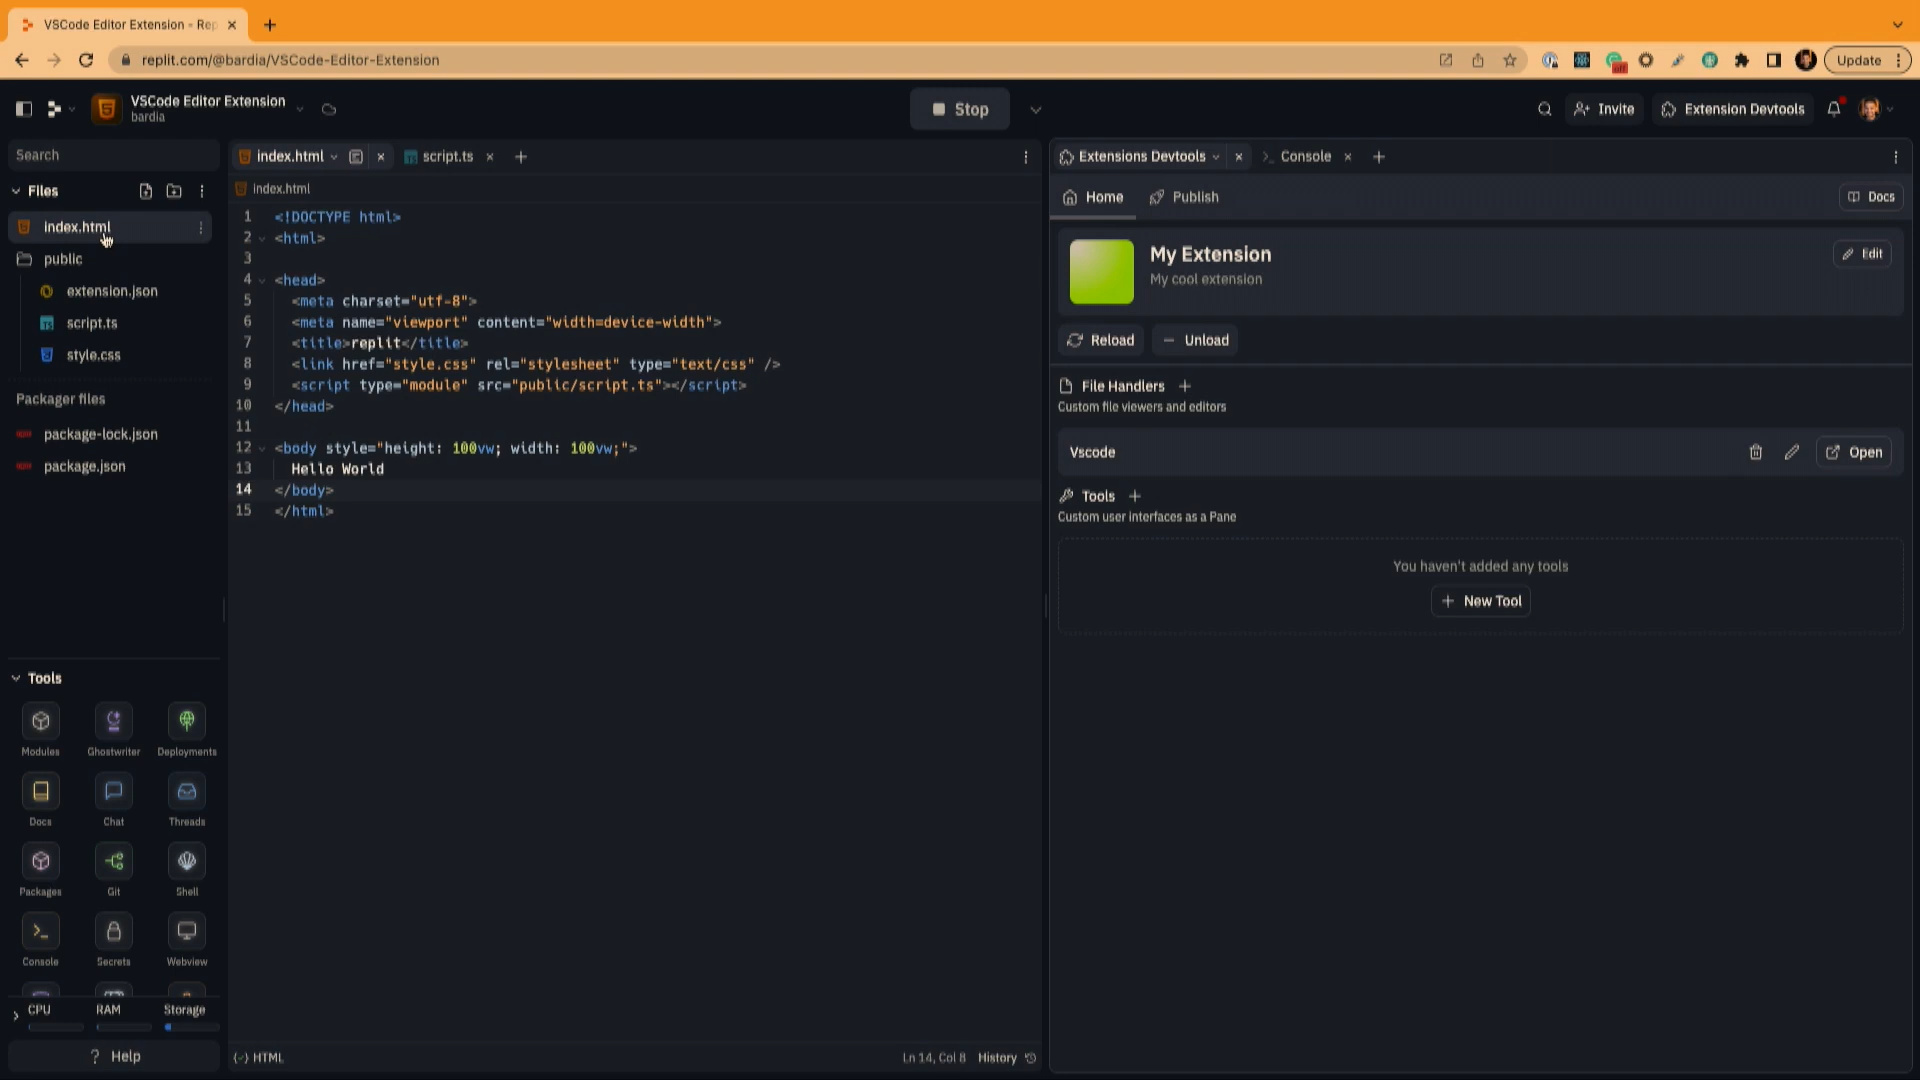 VSCode Editor Extension - Rep
replit.com/@bardia/VSCode-Editor-Extension
Update
VSCode Editor Extension
bardia
Stop
Invite
Extension Devtools
Search
Files
index.html
public
extension.json
script.ts
style.css
Packager files
package-lock.json
package.json
Tools
Modules
Ghostwriter
Deployments
Docs
Chat
Threads
Packages
Git
Shell
Console
Secrets
Webview
CPU
RAM
Storage
? Help
index.html
script.ts
index.html
1 <!DOCTYPE html>
2 <html>
3
4 <head>
5 <meta charset="utf-8">
6 <meta name="viewport" content="width=device-width">
7 <title>replit</title>
8 <link href="style.css" rel="stylesheet" type="text/css" />
9 <script type="module" src="public/script.ts"></script>
10 </head>
11
12 <body style="height: 100vw; width: 100vw;">
13 Hello World
14 </body>
15 </html>
HTML
Ln 14, Col 8
History
Extensions Devtools
Console
Home
Publish
Docs
My Extension
My cool extension
Edit
Reload
Unload
File Handlers
Custom file viewers and editors
Vscode
Open
Tools
Custom user interfaces as a Pane
You haven't added any tools
New Tool